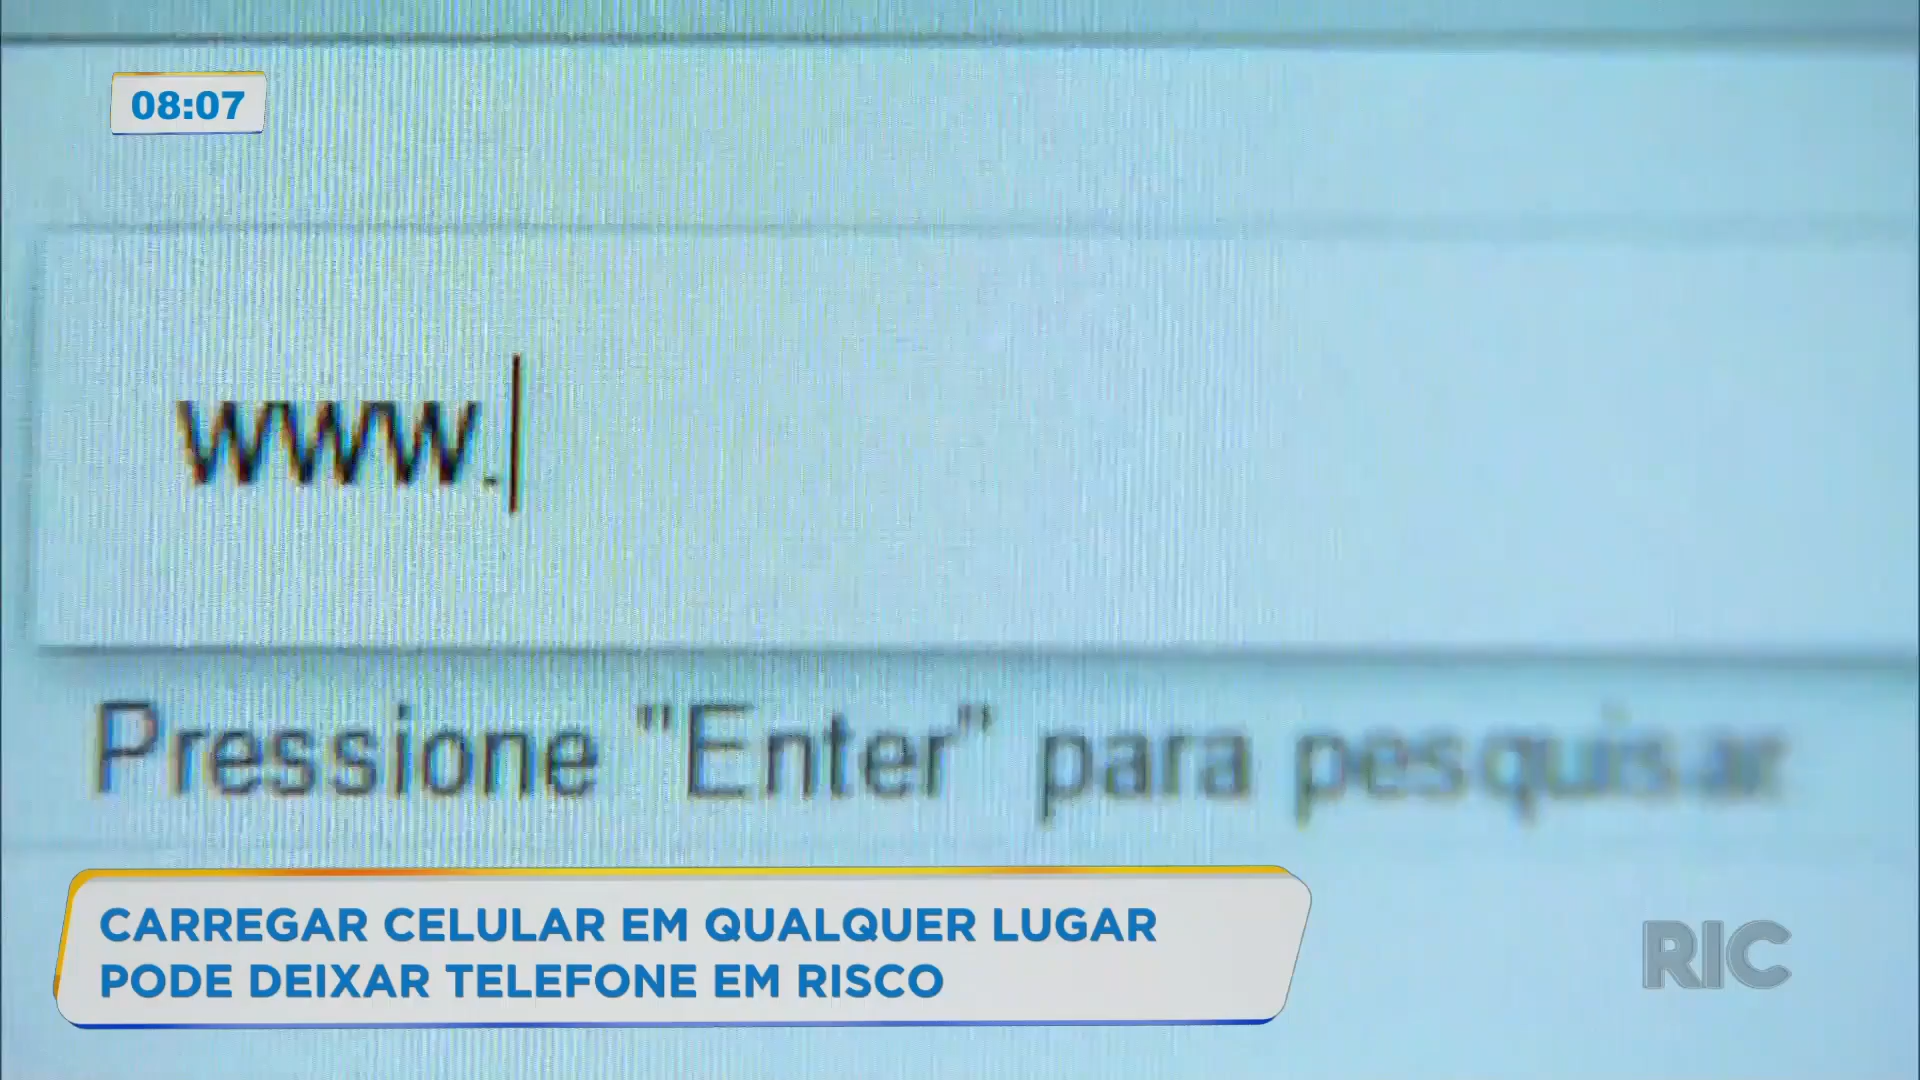 08:07
www.
Pressione "Enter" para pesquisar
CARREGAR CELULAR EM QUALQUER LUGAR
PODE DEIXAR TELEFONE EM RISCO
RIC